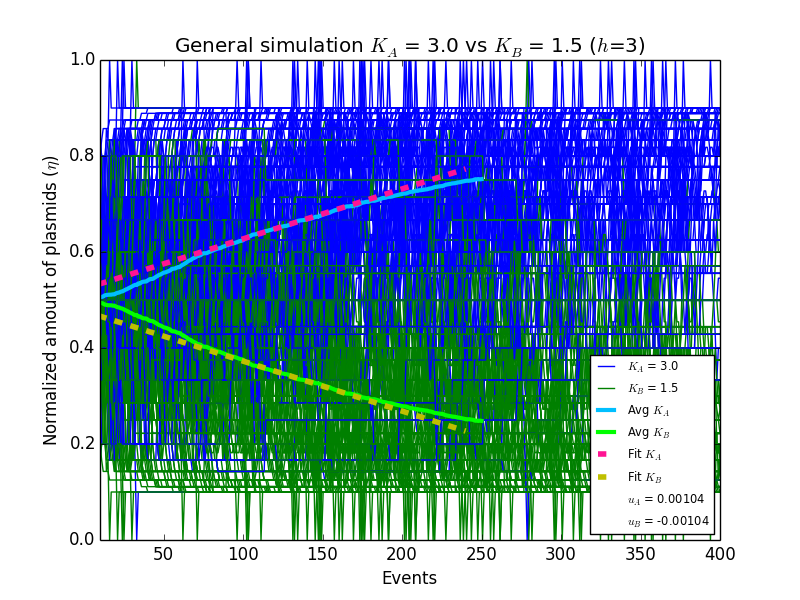 General simulation K_A = 3.0 vs K_B = 1.5 (h=3)
Normalized amount of plasmids (η)
1.0
0.8
0.6
0.4
0.2
0.0
50 100 150 200 250 300 350 400
Events
K_A = 3.0
K_B = 1.5
Avg K_A
Avg K_B
Fit K_A
Fit K_B
u_A = 0.00104
u_B = -0.00104